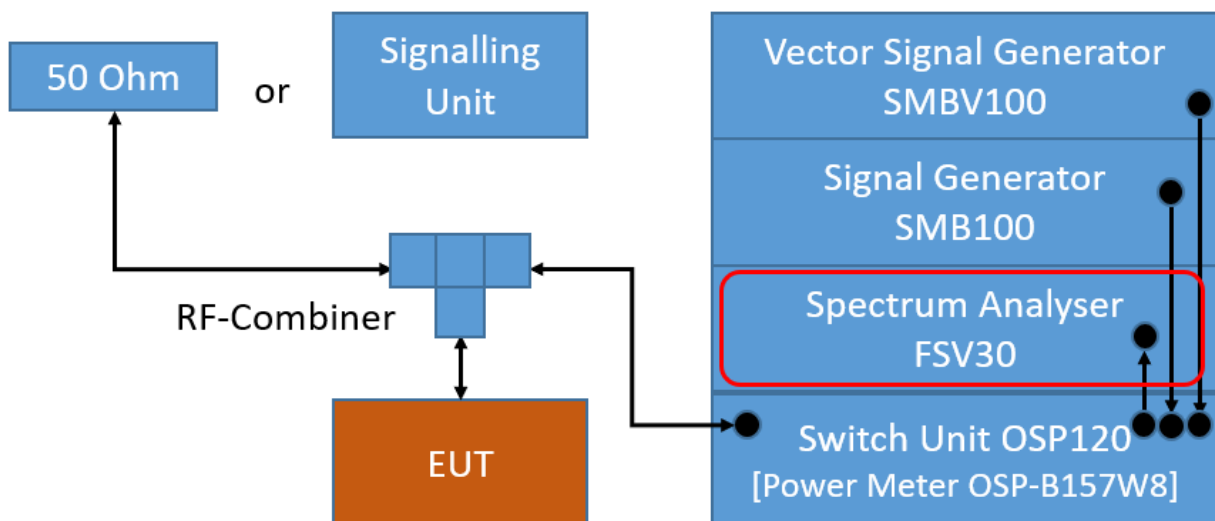 50 Ohm
or
Signalling
Unit
Vector Signal Generator
SMBV100
Signal Generator
SMB100
Spectrum Analyser
FSV30
RF-Combiner
EUT
Switch Unit OSP120
[Power Meter OSP-B157W8]